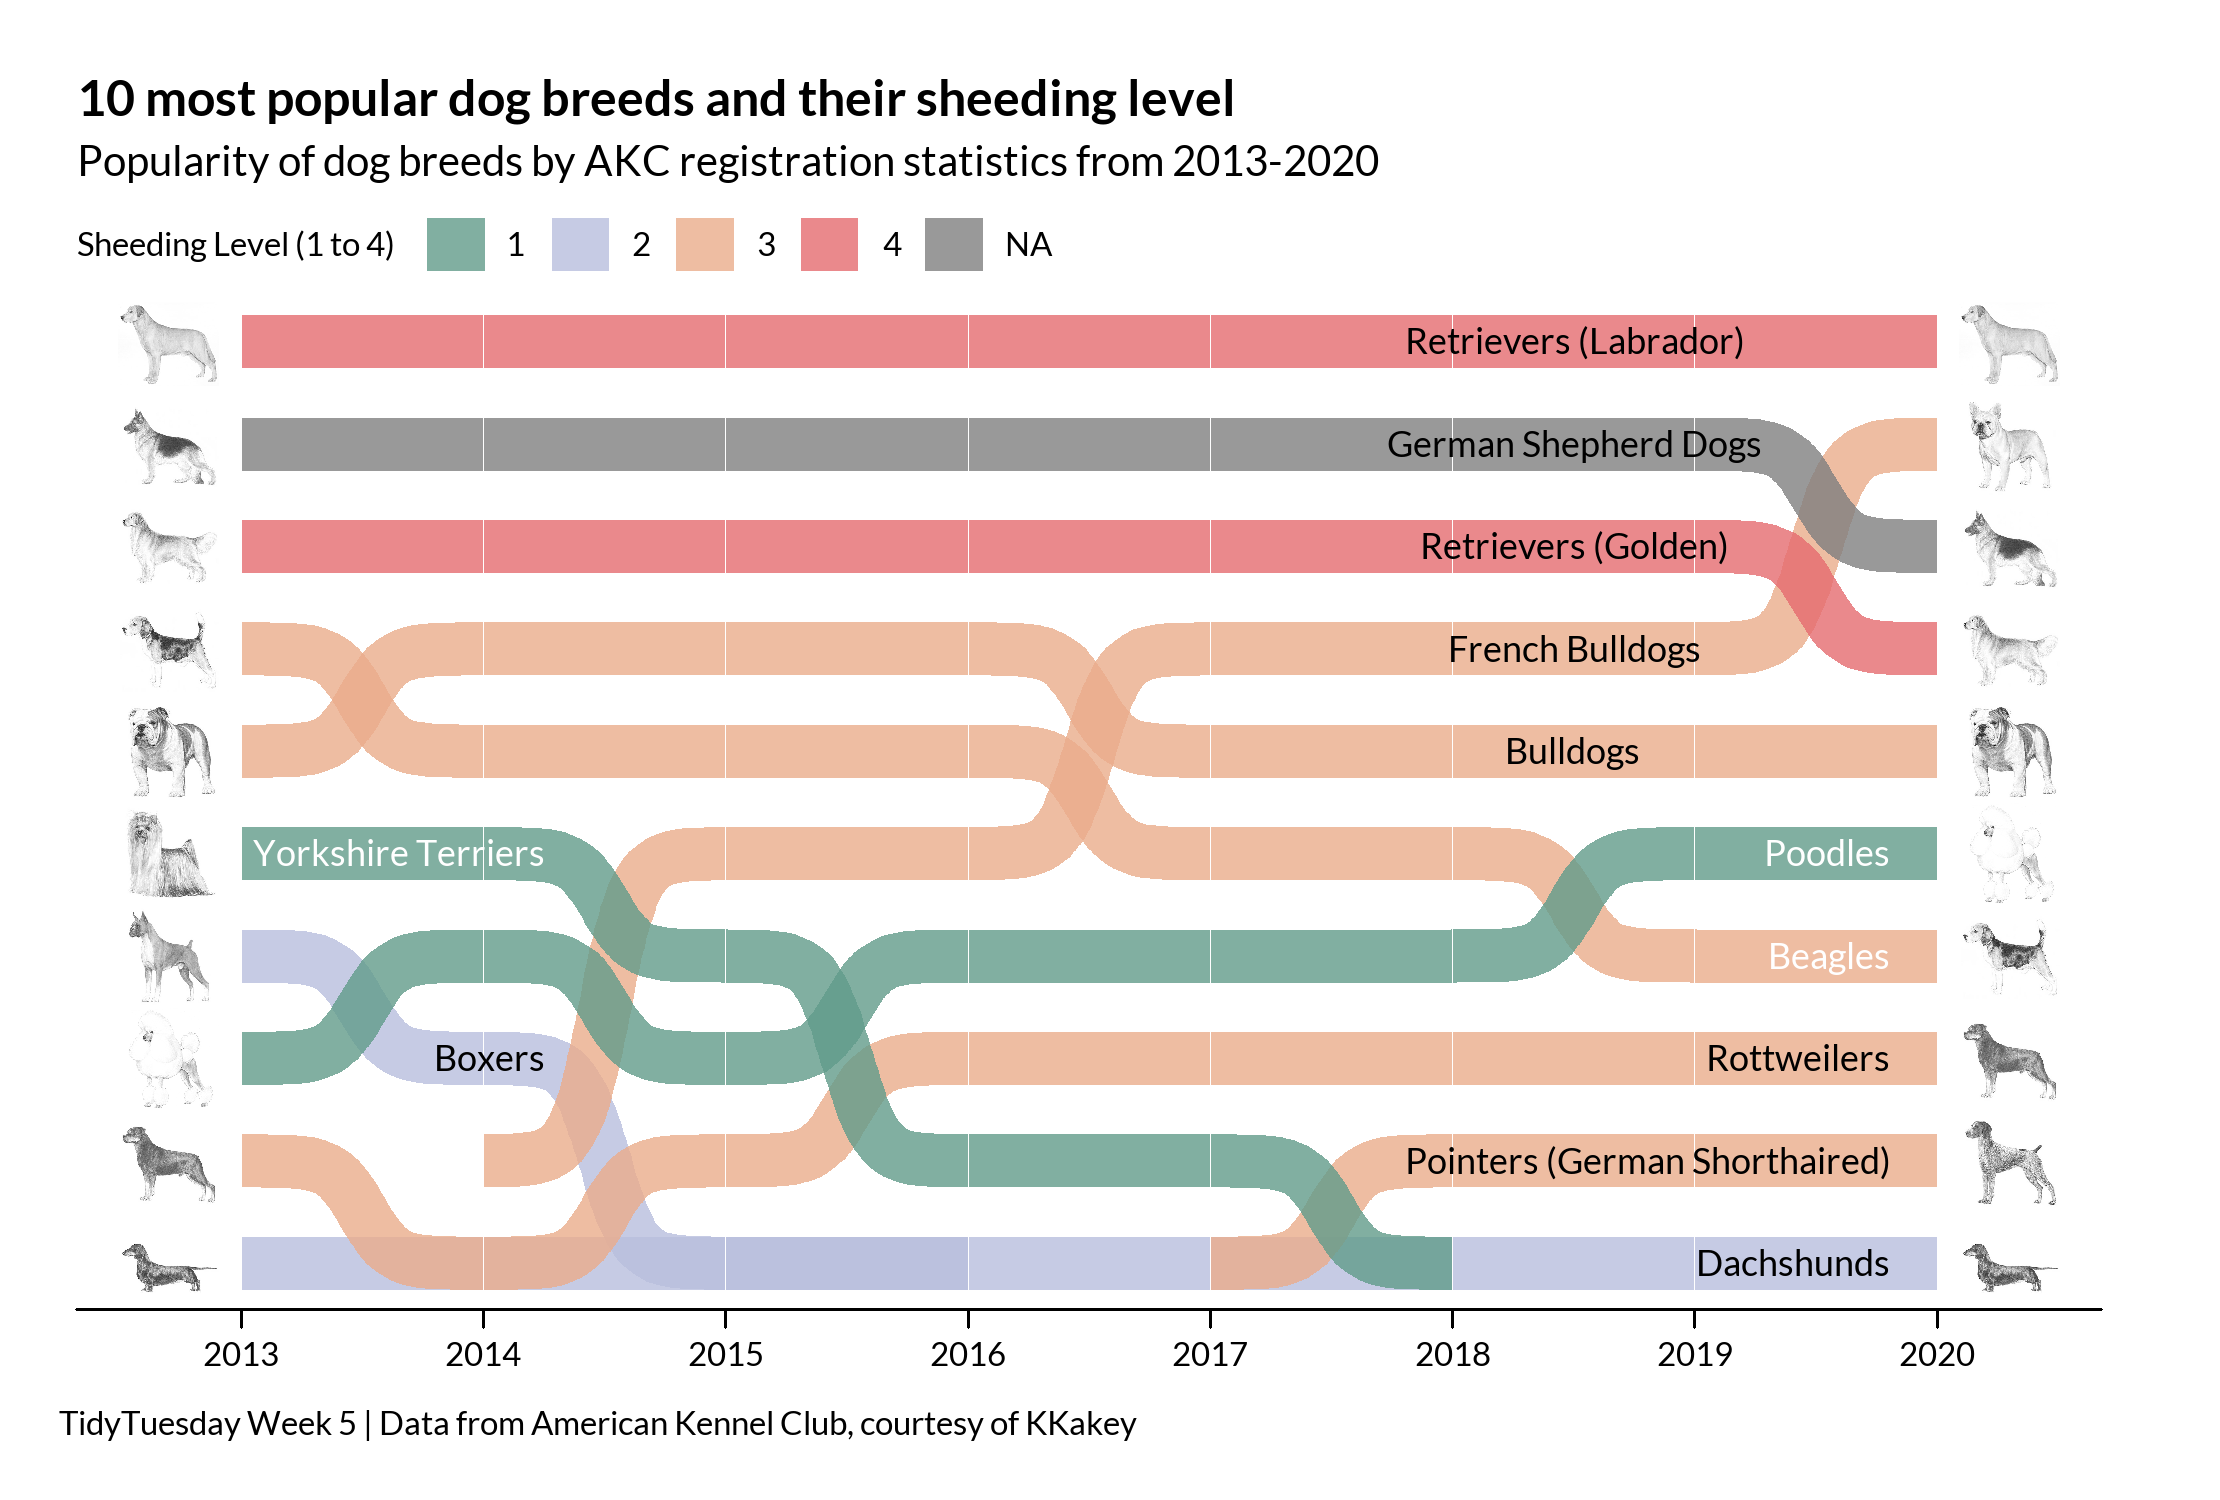 10 most popular dog breeds and their sheeding level
Popularity of dog breeds by AKC registration statistics from 2013-2020
Sheeding Level (1 to 4) 1 2 3 4 NA
Retrievers (Labrador)
German Shepherd Dogs
Retrievers (Golden)
French Bulldogs
Bulldogs
Yorkshire Terriers Poodles
Beagles
Boxers Rottweilers
Pointers (German Shorthaired)
Dachshunds
2013 2014 2015 2016 2017 2018 2019 2020
TidyTuesday Week 5 | Data from American Kennel Club, courtesy of KKakey